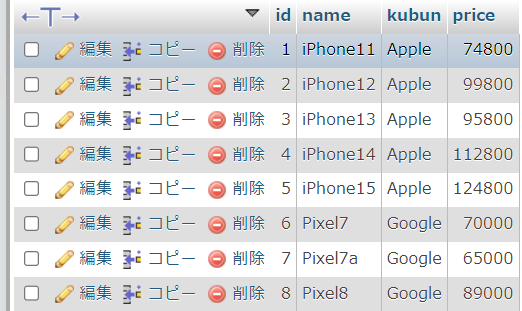 ←T→ id name kubun price
編集 コピー 削除 1 iPhone11 Apple 74800
編集 コピー 削除 2 iPhone12 Apple 99800
編集 コピー 削除 3 iPhone13 Apple 95800
編集 コピー 削除 4 iPhone14 Apple 112800
編集 コピー 削除 5 iPhone15 Apple 124800
編集 コピー 削除 6 Pixel7 Google 70000
編集 コピー 削除 7 Pixel7a Google 65000
編集 コピー 削除 8 Pixel8 Google 89000